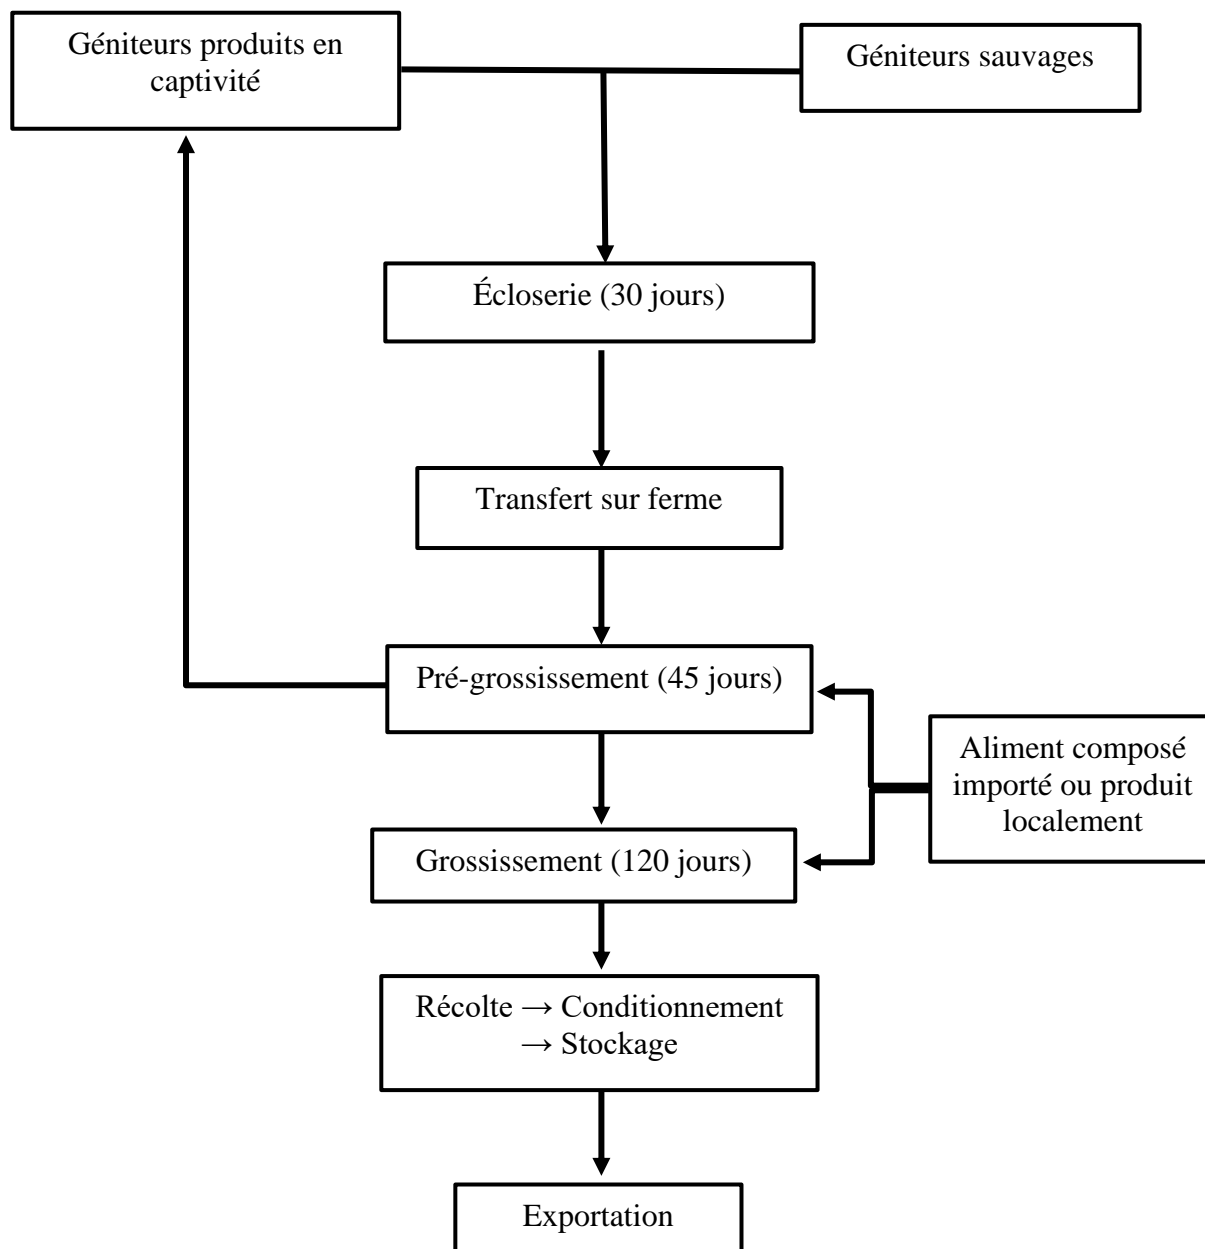 Géniteurs produits en
captivité
Géniteurs sauvages
Écloserie (30 jours)
Transfert sur ferme
Pré-grossissement (45 jours)
Aliment composé
importé ou produit
localement
Grossissement (120 jours)
Récolte → Conditionnement
→ Stockage
Exportation